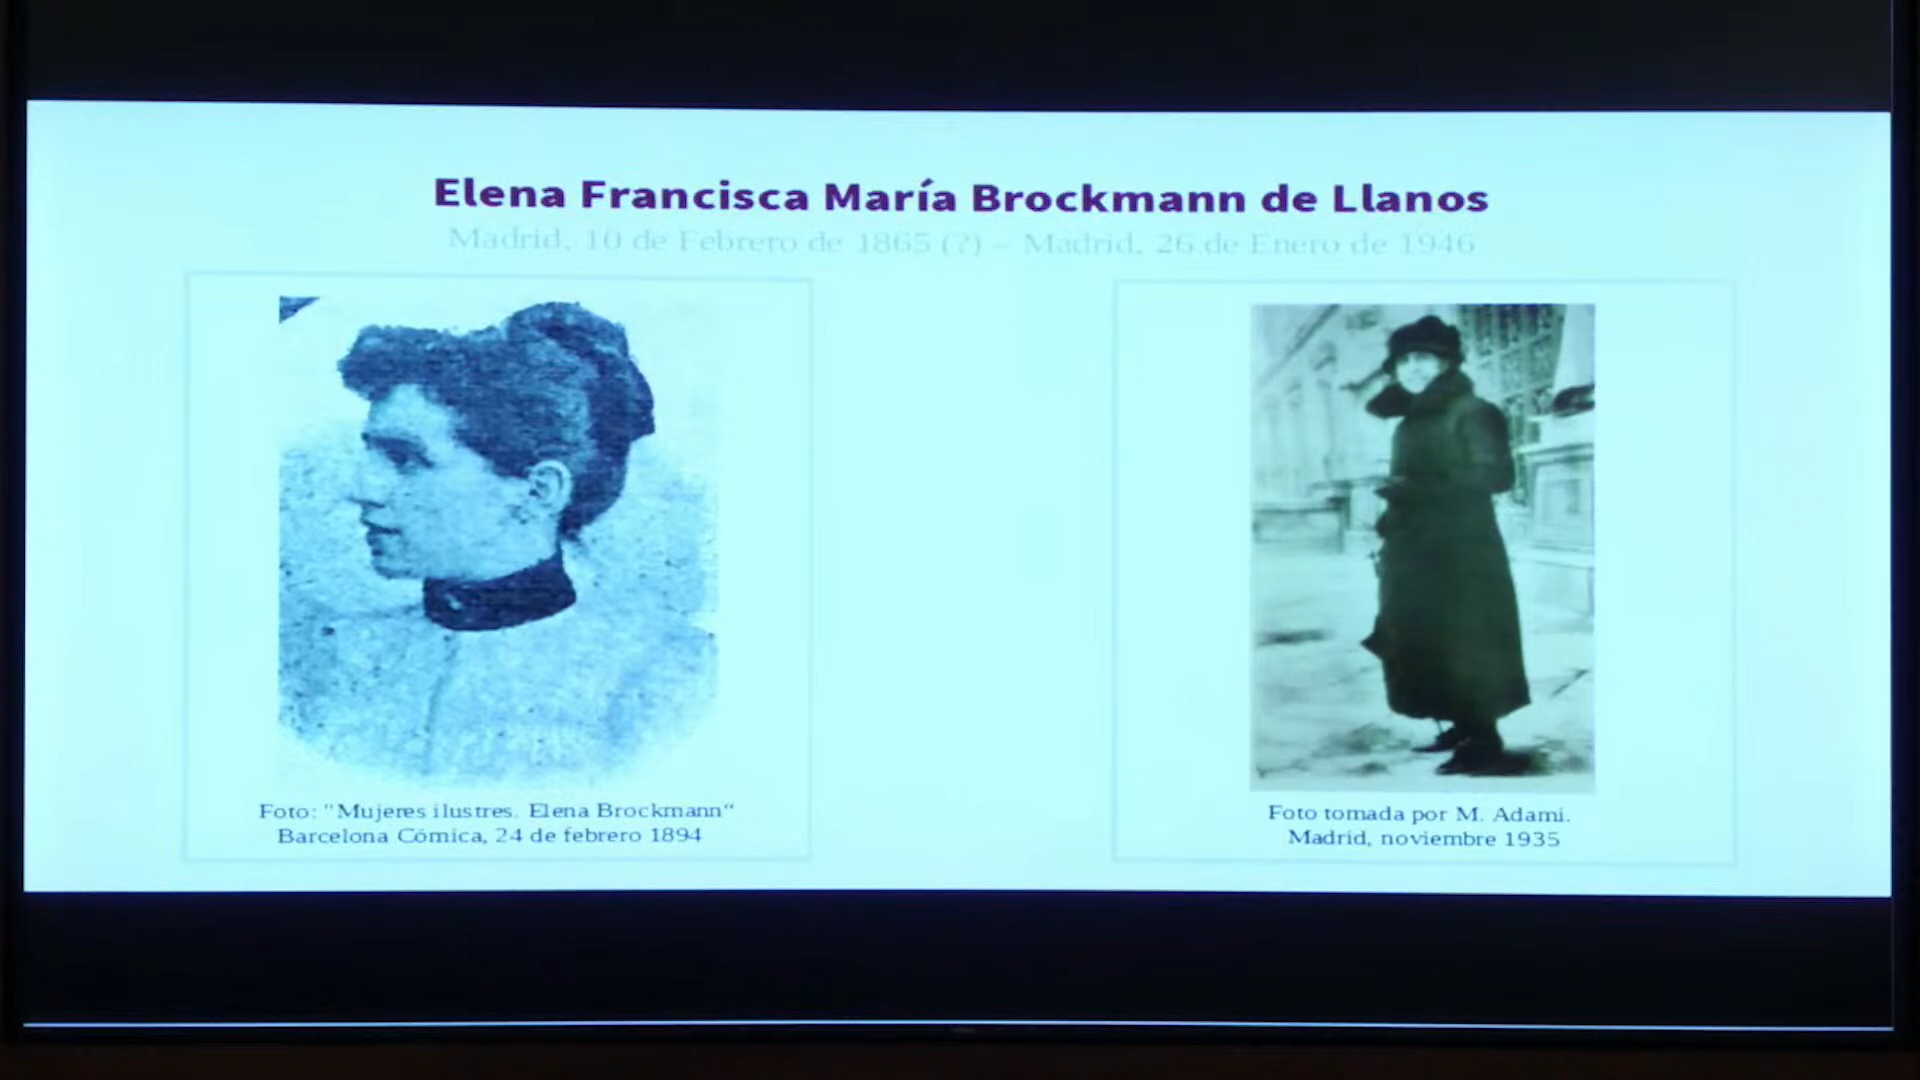 Elena Francisca María Brockmann de Llanos
Madrid, 10 de Febrero de 1865 (?) – Madrid, 26 de Enero de 1946
Foto: "Mujeres ilustres. Elena Brockmann“
Barcelona Cómica, 24 de febrero 1894
Foto tomada por M. Adami.
Madrid, noviembre 1935